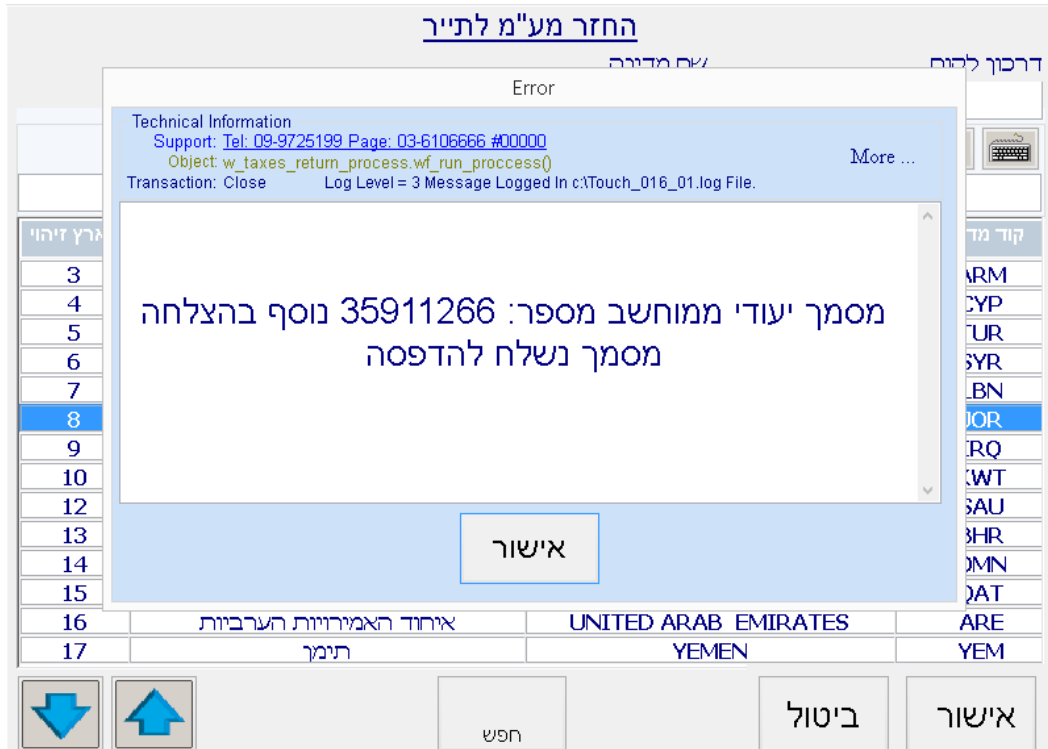 החזר מע"מ לתייר
דרכון לקוח שם מדינה
Error
Technical Information
Support: Tel: 09-9725199 Page: 03-6106666 #00000
Object: w_taxes_return_process.wf_run_proccess()
More ...
Transaction: Close Log Level = 3 Message Logged In c:\Touch_016_01.log File.
מסמך יעודי ממוחשב מספר: 35911266 נוסף בהצלחה
מסמך נשלח להדפסה
אישור
קוד מד ארץ זיהוי
ARM 3
CYP 4
TUR 5
SYR 6
LBN 7
JOR 8
IRQ 9
KWT 10
SAU 12
BHR 13
OMN 14
QAT 15
ARE UNITED ARAB EMIRATES איחוד האמירויות הערביות 16
YEM YEMEN תימן 17
אישור ביטול חפש